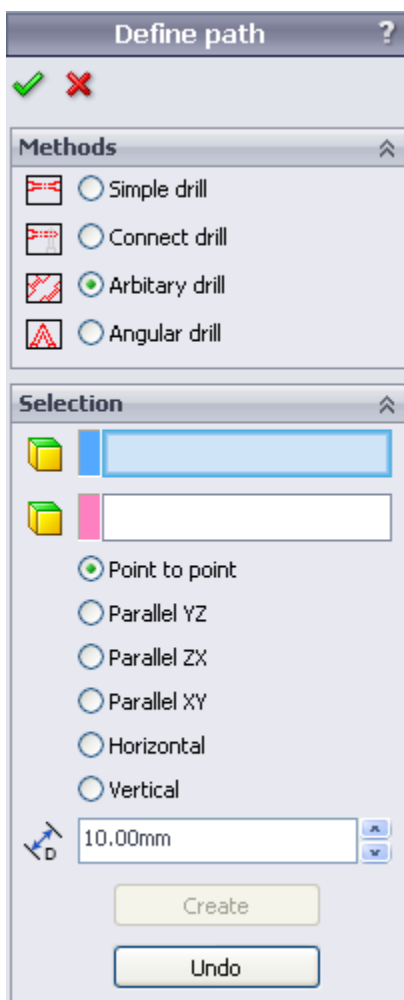 Define path ?
Methods
Simple drill
Connect drill
Arbitary drill
Angular drill
Selection
Point to point
Parallel YZ
Parallel ZX
Parallel XY
Horizontal
Vertical
D 10.00mm
Create
Undo